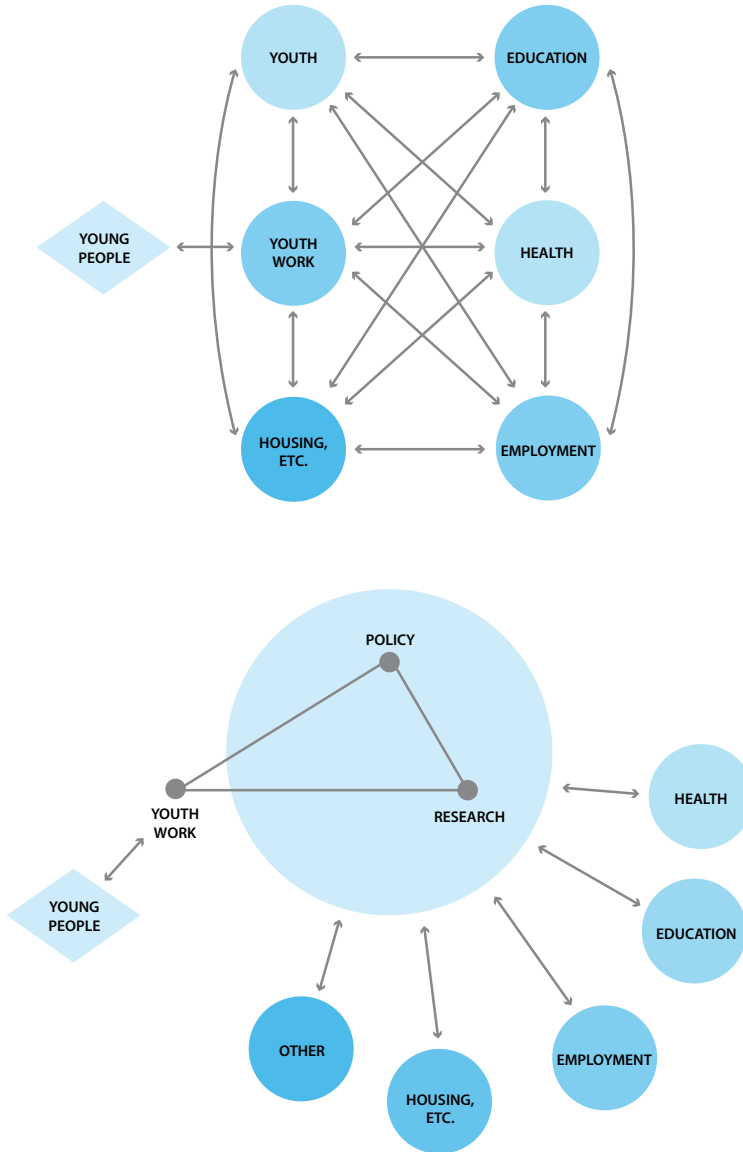 YOUTH
EDUCATION
YOUNG
PEOPLE
YOUTH
WORK
HEALTH
HOUSING,
ETC.
EMPLOYMENT
POLICY
YOUTH
WORK
RESEARCH
HEALTH
YOUNG
PEOPLE
EDUCATION
OTHER
EMPLOYMENT
HOUSING,
ETC.